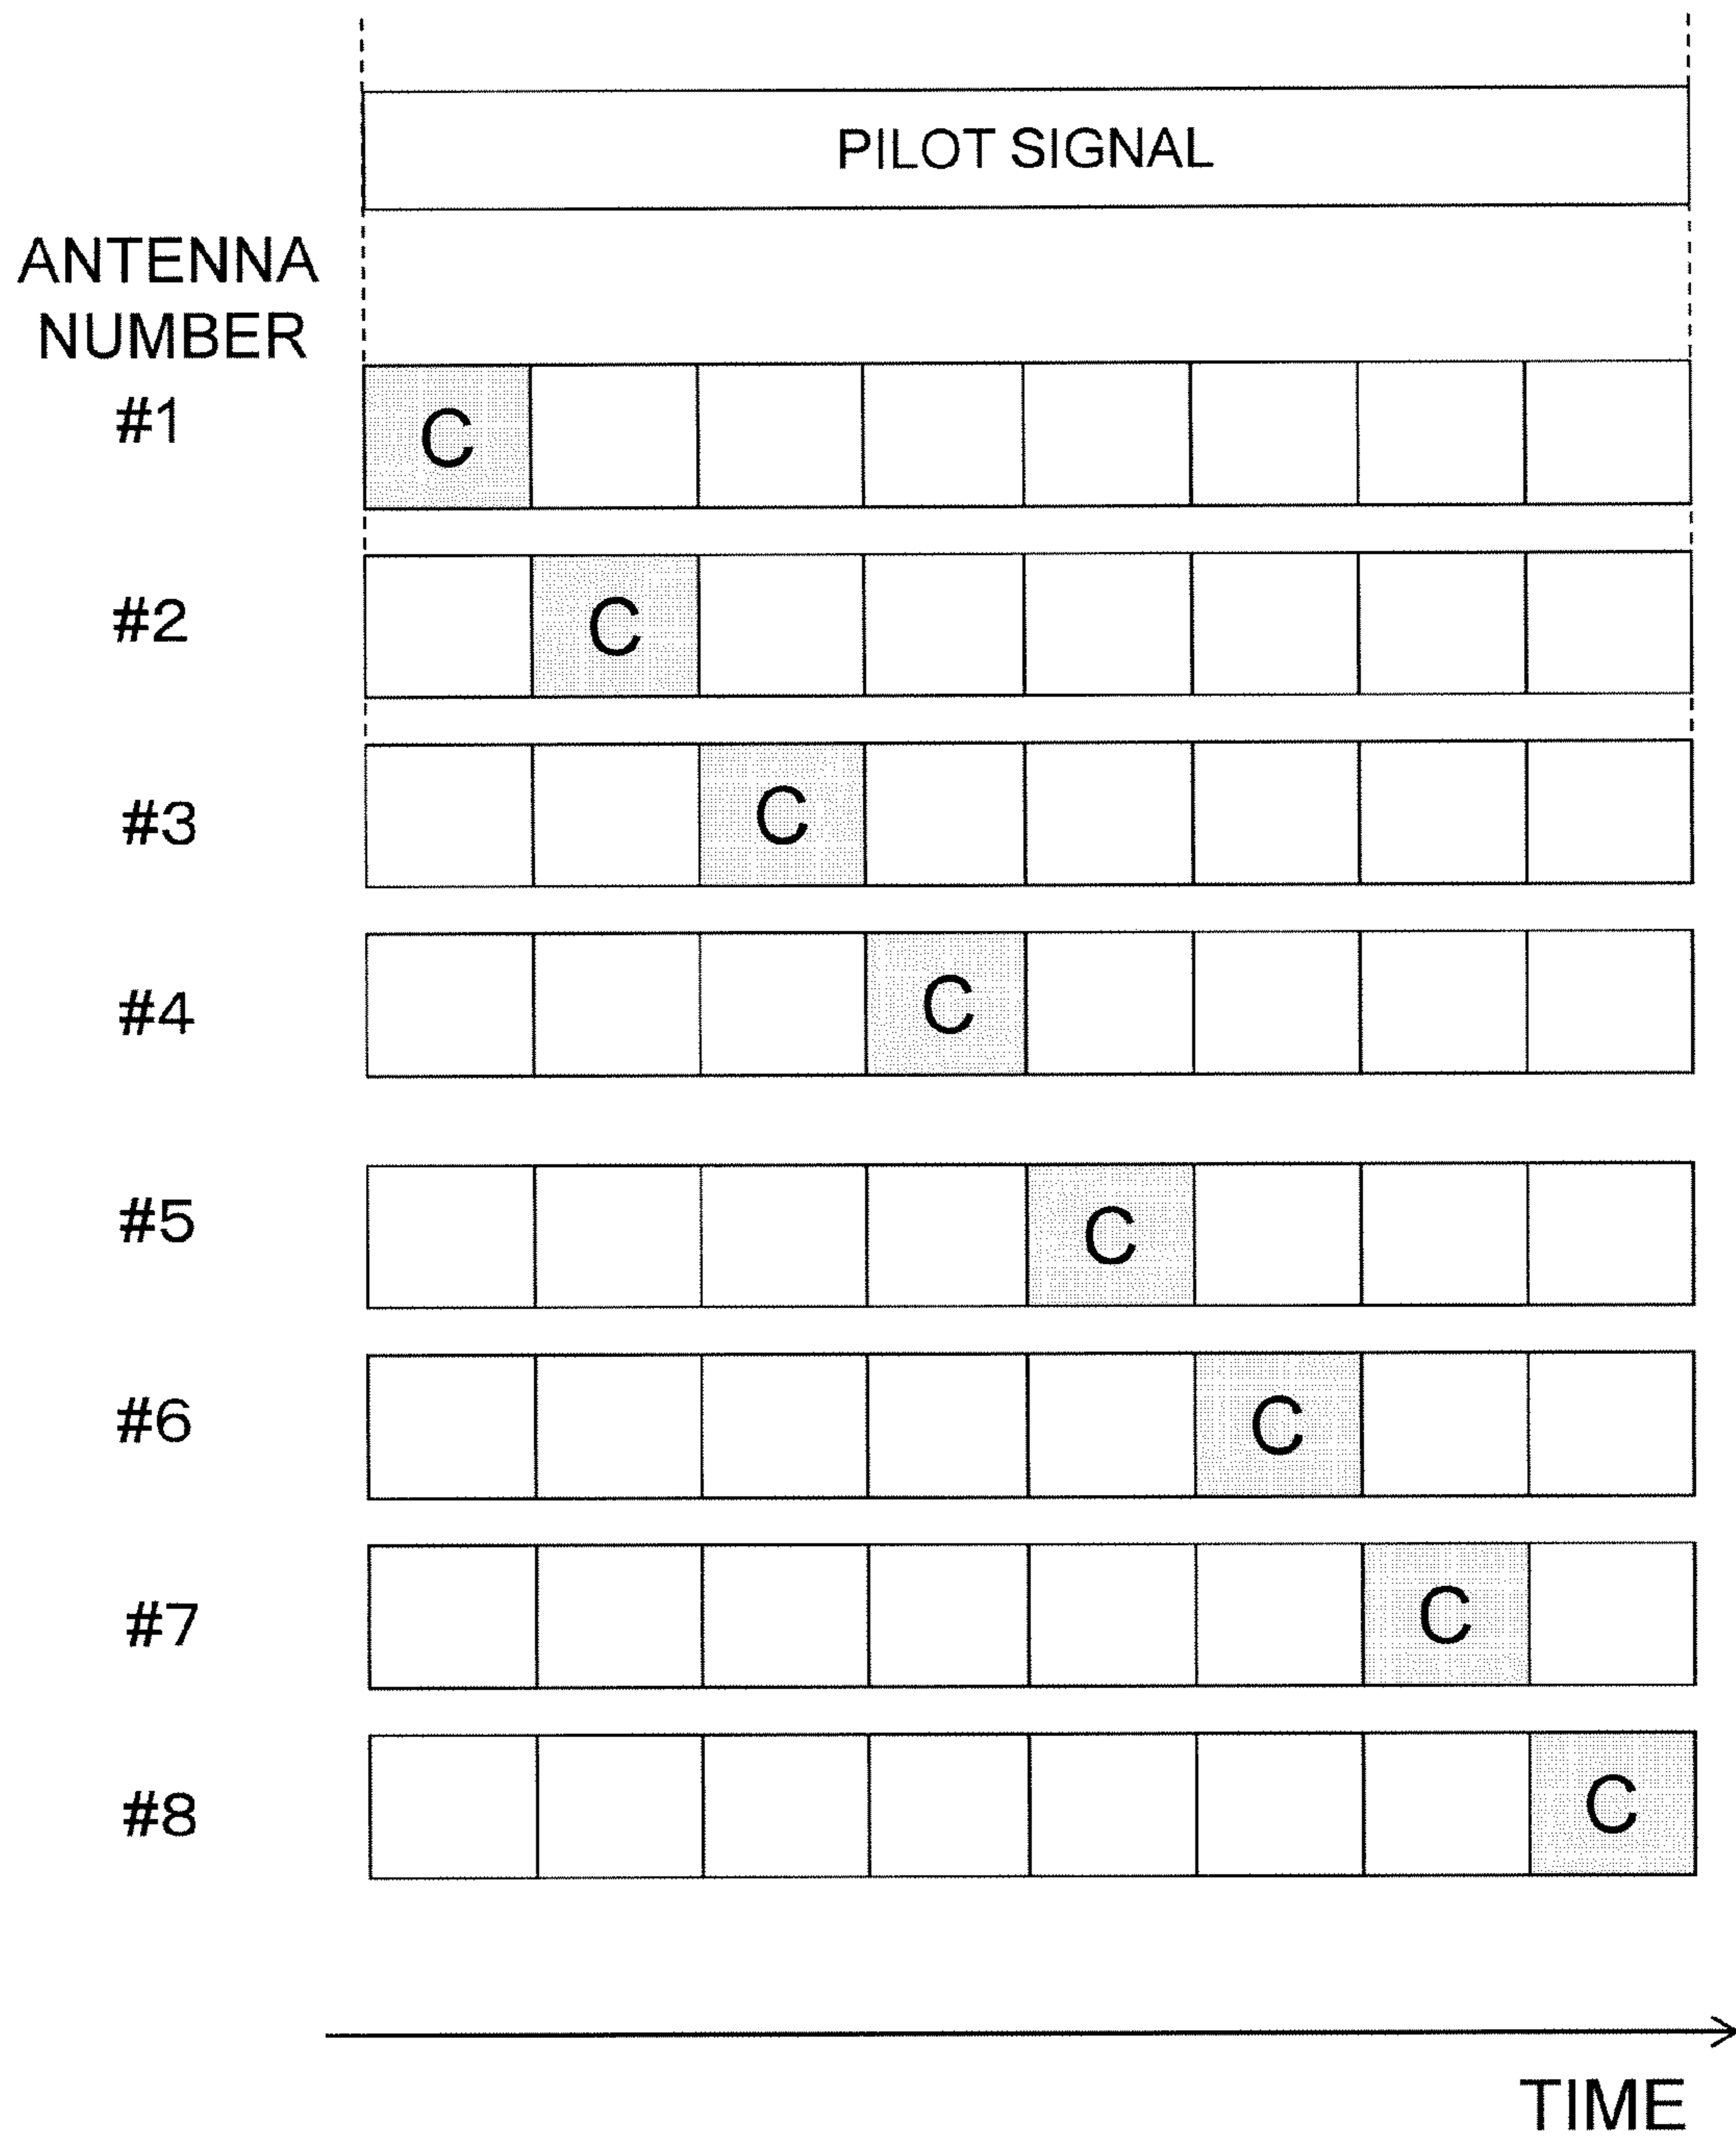 PILOT SIGNAL
ANTENNA
NUMBER
#1
C
#2
C
#3
C
#4
C
#5
C
#6
C
#7
C
#8
C
TIME